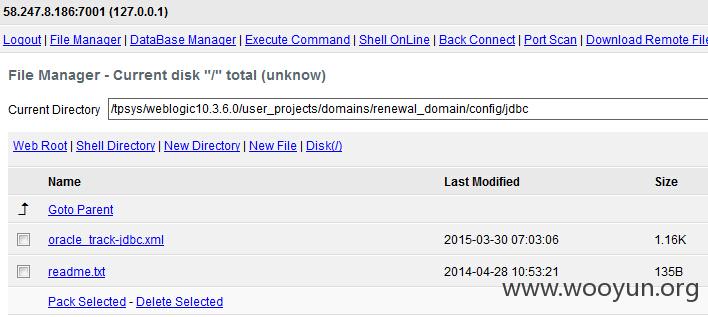 58.247.8.186:7001 (127.0.0.1)
Logout | File Manager | DataBase Manager | Execute Command | Shell OnLine | Back Connect | Port Scan | Download Remote File
File Manager - Current disk "/" total (unknow)
Current Directory /tpsys/weblogic10.3.6.0/user_projects/domains/renewal_domain/config/jdbc
Web Root | Shell Directory | New Directory | New File | Disk(/)
Name Last Modified Size
Goto Parent
oracle_track-jdbc.xml 2015-03-30 07:03:06 1.16K
readme.txt 2014-04-28 10:53:21 135B
Pack Selected - Delete Selected
www.wooyun.org